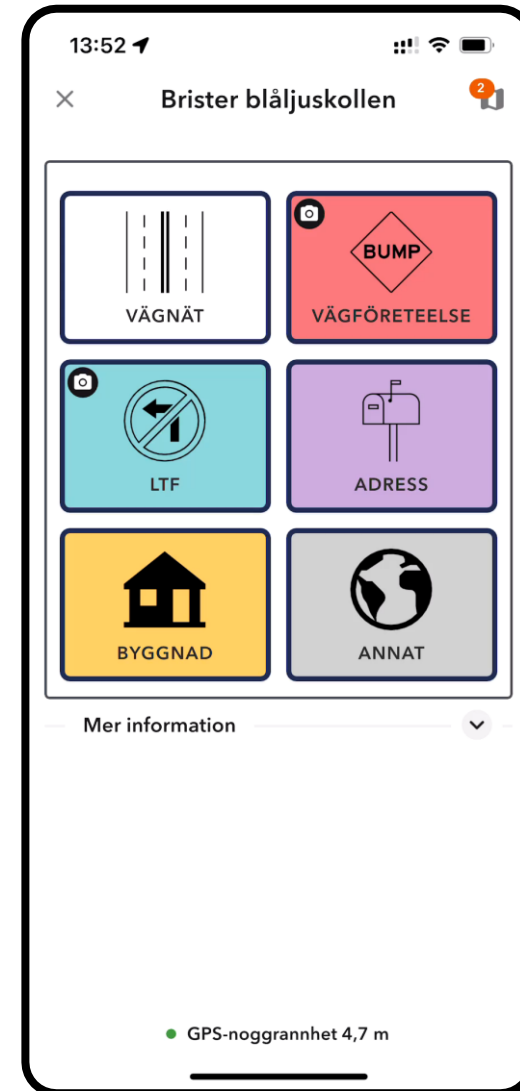 13:52
Brister blåljuskollen
2
VÄGNÄT
BUMP
VÄGFÖRETEELSE
LTF
ADRESS
BYGGNAD
ANNAT
Mer information
GPS-noggrannhet 4,7 m